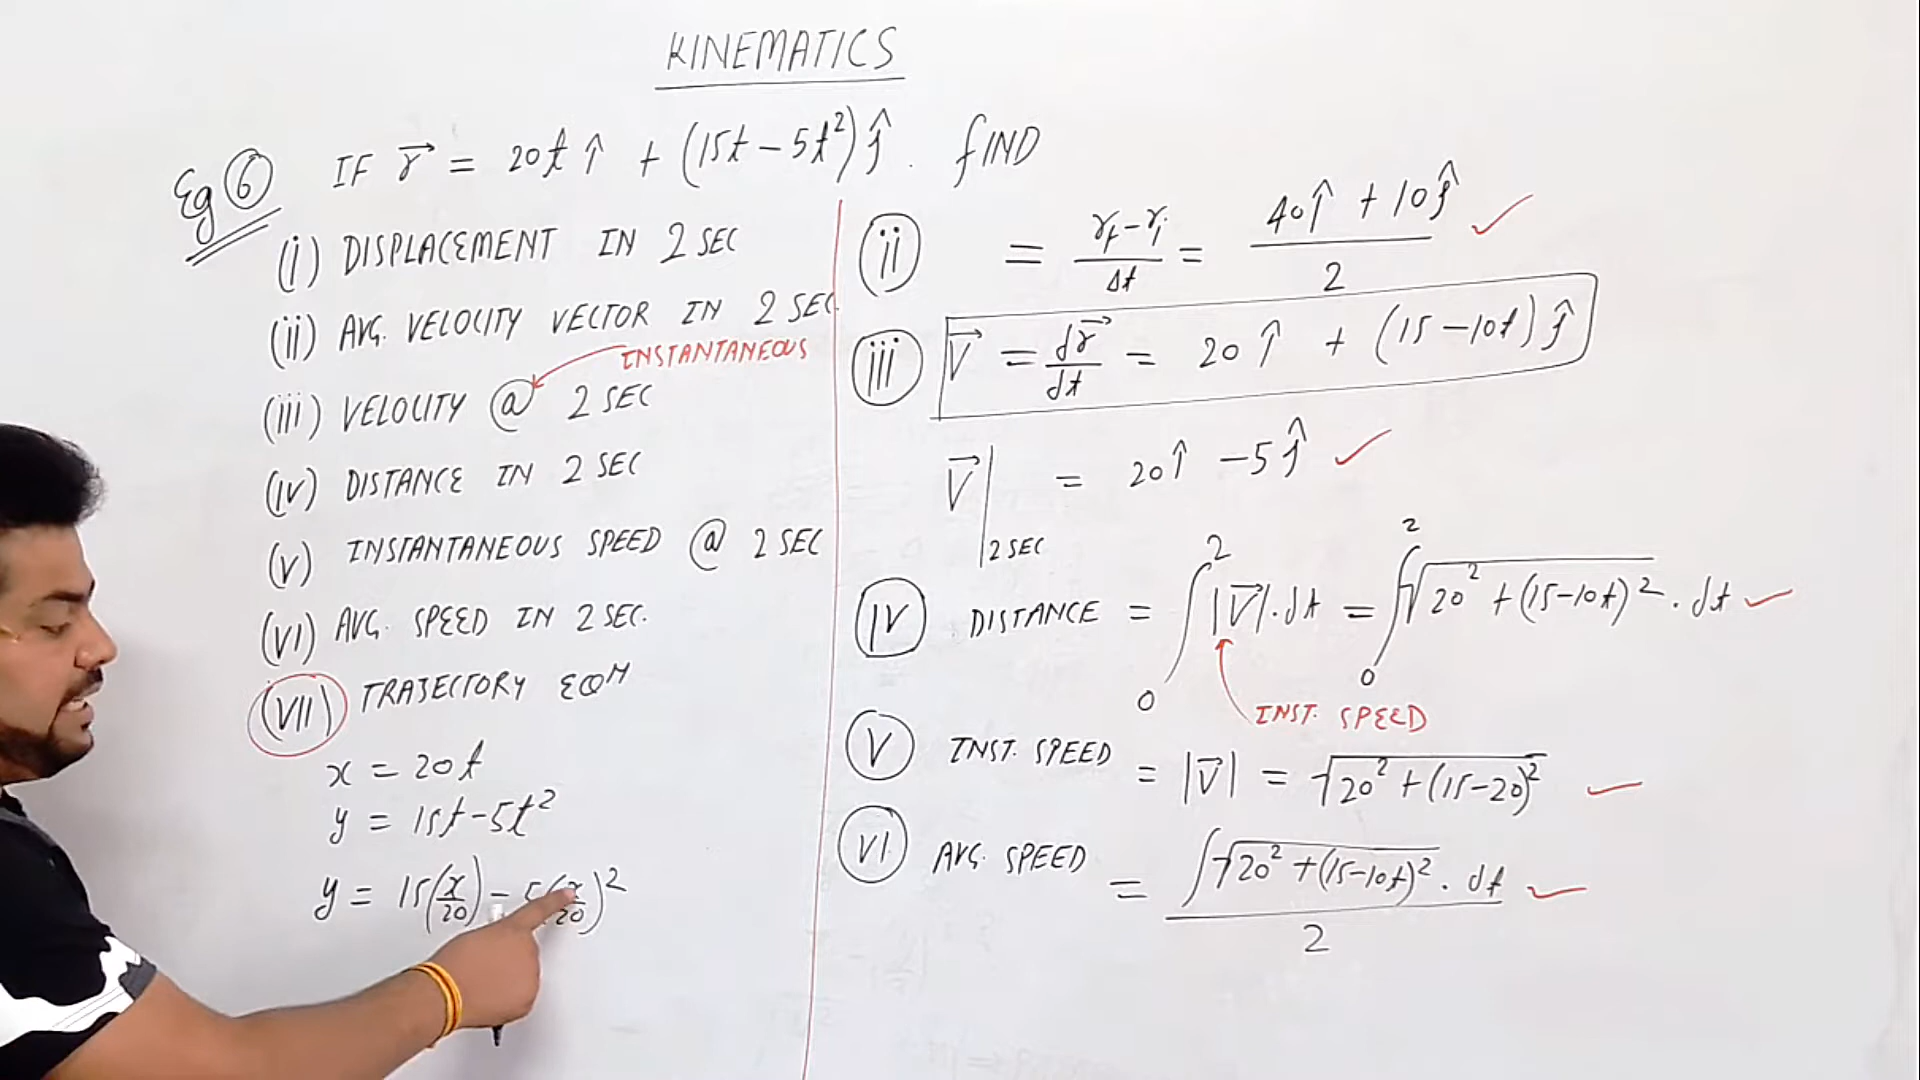 KINEMATICS
Eg 6 IF r⃗ = 20t î + (15t − 5t²) ĵ . FIND
(i) DISPLACEMENT IN 2 SEC
(ii) AVG. VELOCITY VECTOR IN 2 SEC.
INSTANTANEOUS
(iii) VELOCITY @ 2 SEC
(iv) DISTANCE IN 2 SEC
(v) INSTANTANEOUS SPEED @ 2 SEC
(vi) AVG. SPEED IN 2 SEC.
(vii) TRAJECTORY EQN
x = 20t
y = 15t − 5t²
y = 15(x/20) − 5(x/20)²
(ii) = (rf − ri)/Δt = (40î + 10ĵ)/2
(iii) V⃗ = dr⃗/dt = 20 î + (15 − 10t) ĵ
V⃗|2 SEC = 20î − 5ĵ
(iv) DISTANCE = ∫₀² |V⃗|.dt = ∫₀² √(20² + (15−10t)²) . dt
INST. SPEED
(v) INST. SPEED = |V⃗| = √(20² + (15−20)²)
(vi) AVG. SPEED = ∫√(20² + (15−10t)²) . dt / 2